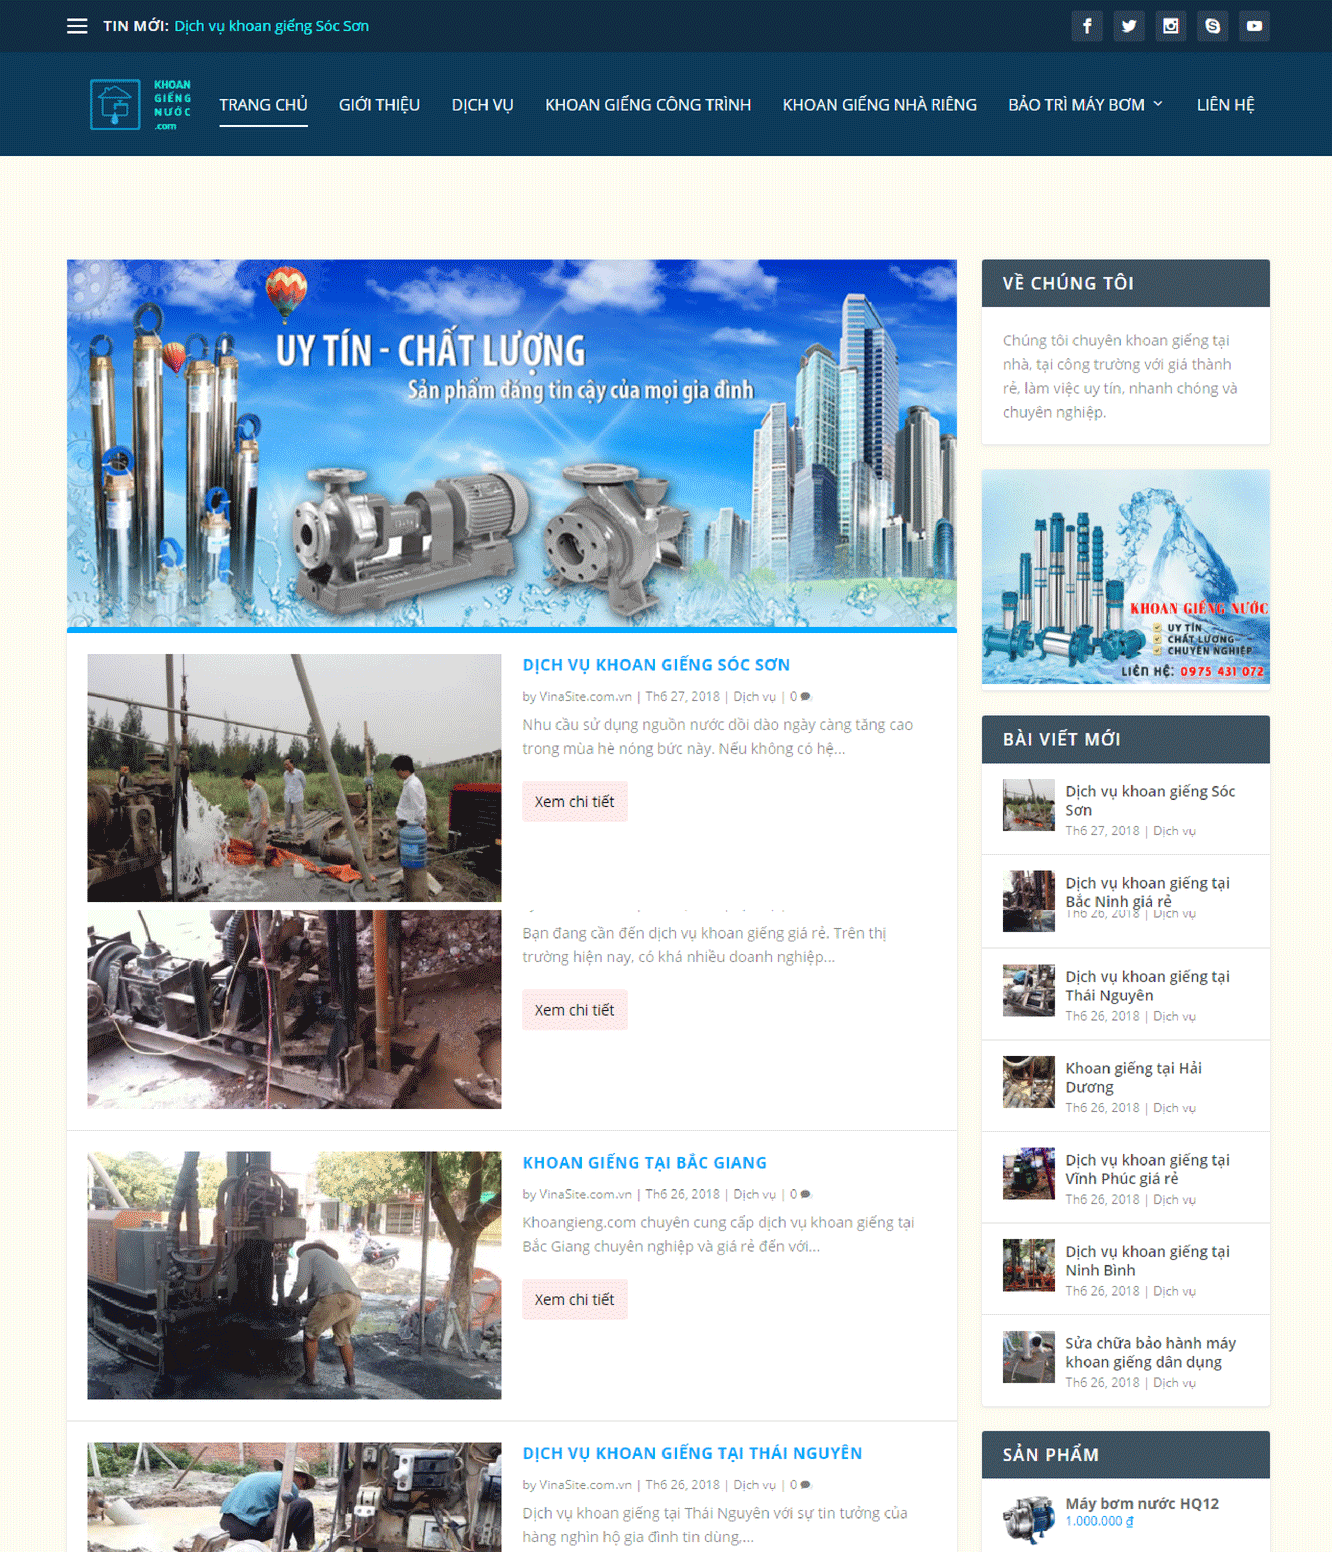 TIN MỚI: Dịch vụ khoan giếng Sóc Sơn
KHOAN
GIẾNG
NƯỚC
.com
TRANG CHỦ
GIỚI THIỆU
DỊCH VỤ
KHOAN GIẾNG CÔNG TRÌNH
KHOAN GIẾNG NHÀ RIÊNG
BẢO TRÌ MÁY BƠM
LIÊN HỆ
UY TÍN - CHẤT LƯỢNG
Sản phẩm đáng tin cậy của mọi gia đình
DỊCH VỤ KHOAN GIẾNG SÓC SƠN
by VinaSite.com.vn | Th6 27, 2018 | Dịch vụ | 0
Nhu cầu sử dụng nguồn nước dồi dào ngày càng tăng cao
trong mùa hè nóng bức này. Nếu không có hệ...
Xem chi tiết
Bạn đang cần đến dịch vụ khoan giếng giá rẻ. Trên thị
trường hiện nay, có khá nhiều doanh nghiệp...
Xem chi tiết
KHOAN GIẾNG TẠI BẮC GIANG
by VinaSite.com.vn | Th6 26, 2018 | Dịch vụ | 0
Khoangieng.com chuyên cung cấp dịch vụ khoan giếng tại
Bắc Giang chuyên nghiệp và giá rẻ đến với...
Xem chi tiết
DỊCH VỤ KHOAN GIẾNG TẠI THÁI NGUYÊN
by VinaSite.com.vn | Th6 26, 2018 | Dịch vụ | 0
Dịch vụ khoan giếng tại Thái Nguyên với sự tin tưởng của
hàng nghìn hộ gia đình tin dùng,...
VỀ CHÚNG TÔI
Chúng tôi chuyên khoan giếng tại
nhà, tại công trường với giá thành
rẻ, làm việc uy tín, nhanh chóng và
chuyên nghiệp.
KHOAN GIẾNG NƯỚC
UY TÍN
CHẤT LƯỢNG
CHUYÊN NGHIỆP
LIÊN HỆ: 0975 431 072
BÀI VIẾT MỚI
Dịch vụ khoan giếng Sóc
Sơn
Th6 27, 2018 | Dịch vụ
Dịch vụ khoan giếng tại
Bắc Ninh giá rẻ
Th6 26, 2018 | Dịch vụ
Dịch vụ khoan giếng tại
Thái Nguyên
Th6 26, 2018 | Dịch vụ
Khoan giếng tại Hải
Dương
Th6 26, 2018 | Dịch vụ
Dịch vụ khoan giếng tại
Vĩnh Phúc giá rẻ
Th6 26, 2018 | Dịch vụ
Dịch vụ khoan giếng tại
Ninh Bình
Th6 26, 2018 | Dịch vụ
Sửa chữa bảo hành máy
khoan giếng dân dụng
Th6 26, 2018 | Dịch vụ
SẢN PHẨM
Máy bơm nước HQ12
1.000.000 ₫